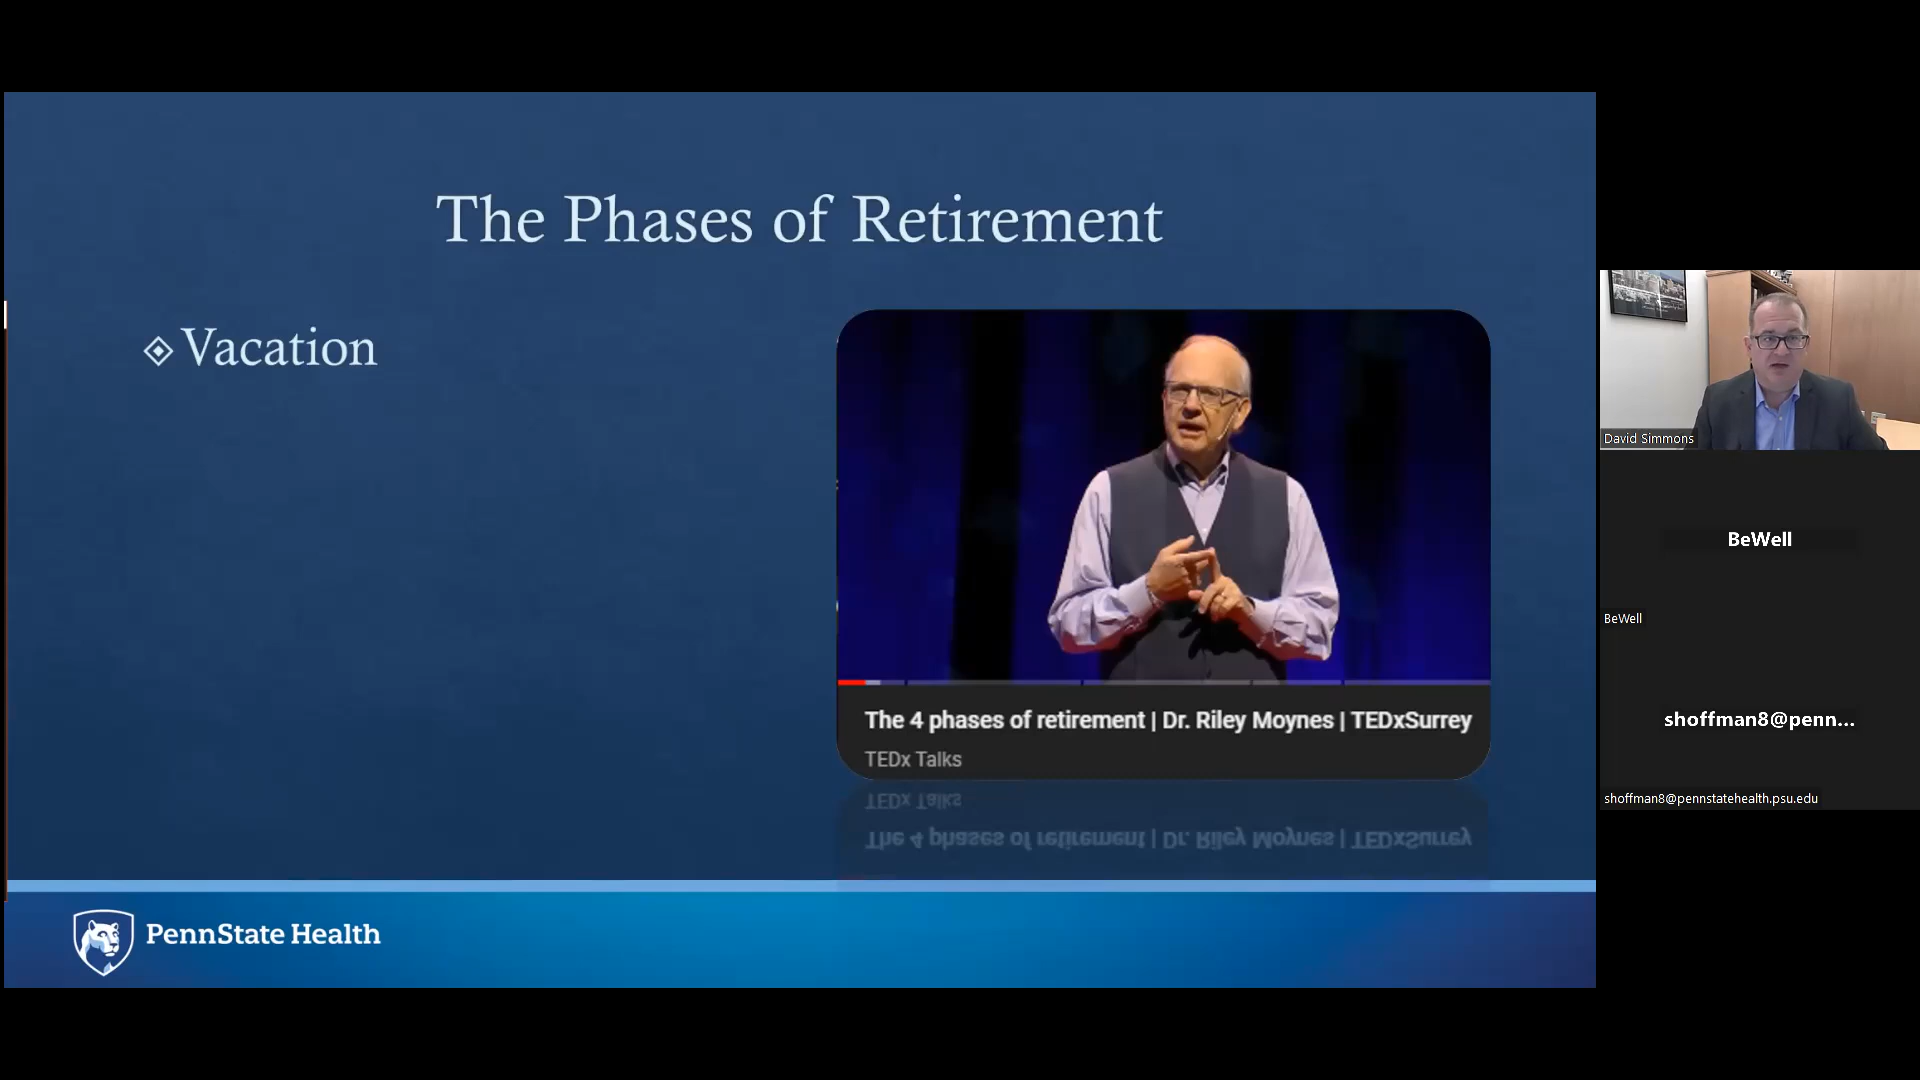 The Phases of Retirement
Vacation
The 4 phases of retirement | Dr. Riley Moynes | TEDxSurrey
TEDx Talks
TEDx Talks
The 4 phases of retirement | Dr. Riley Moynes | TEDxSurrey
PennState Health
David Simmons
BeWell
BeWell
shoffman8@penn...
shoffman8@pennstatehealth.psu.edu